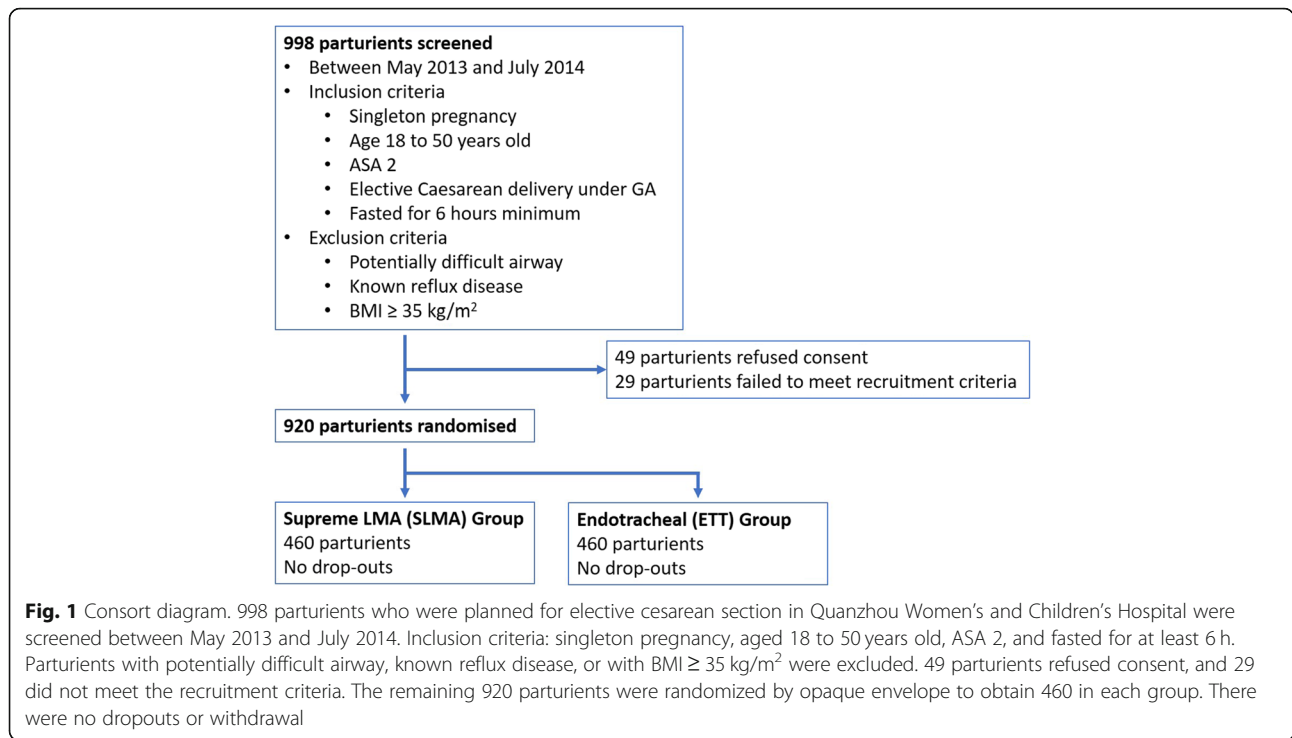 998 parturients screened
• Between May 2013 and July 2014
• Inclusion criteria
• Singleton pregnancy
• Age 18 to 50 years old
• ASA 2
• Elective Caesarean delivery under GA
• Fasted for 6 hours minimum
• Exclusion criteria
• Potentially difficult airway
• Known reflux disease
• BMI ≥ 35 kg/m²
49 parturients refused consent
29 parturients failed to meet recruitment criteria
920 parturients randomised
Supreme LMA (SLMA) Group
460 parturients
No drop-outs
Endotracheal (ETT) Group
460 parturients
No drop-outs
Fig. 1 Consort diagram. 998 parturients who were planned for elective cesarean section in Quanzhou Women's and Children's Hospital were
screened between May 2013 and July 2014. Inclusion criteria: singleton pregnancy, aged 18 to 50 years old, ASA 2, and fasted for at least 6 h.
Parturients with potentially difficult airway, known reflux disease, or with BMI ≥ 35 kg/m² were excluded. 49 parturients refused consent, and 29
did not meet the recruitment criteria. The remaining 920 parturients were randomized by opaque envelope to obtain 460 in each group. There
were no dropouts or withdrawal